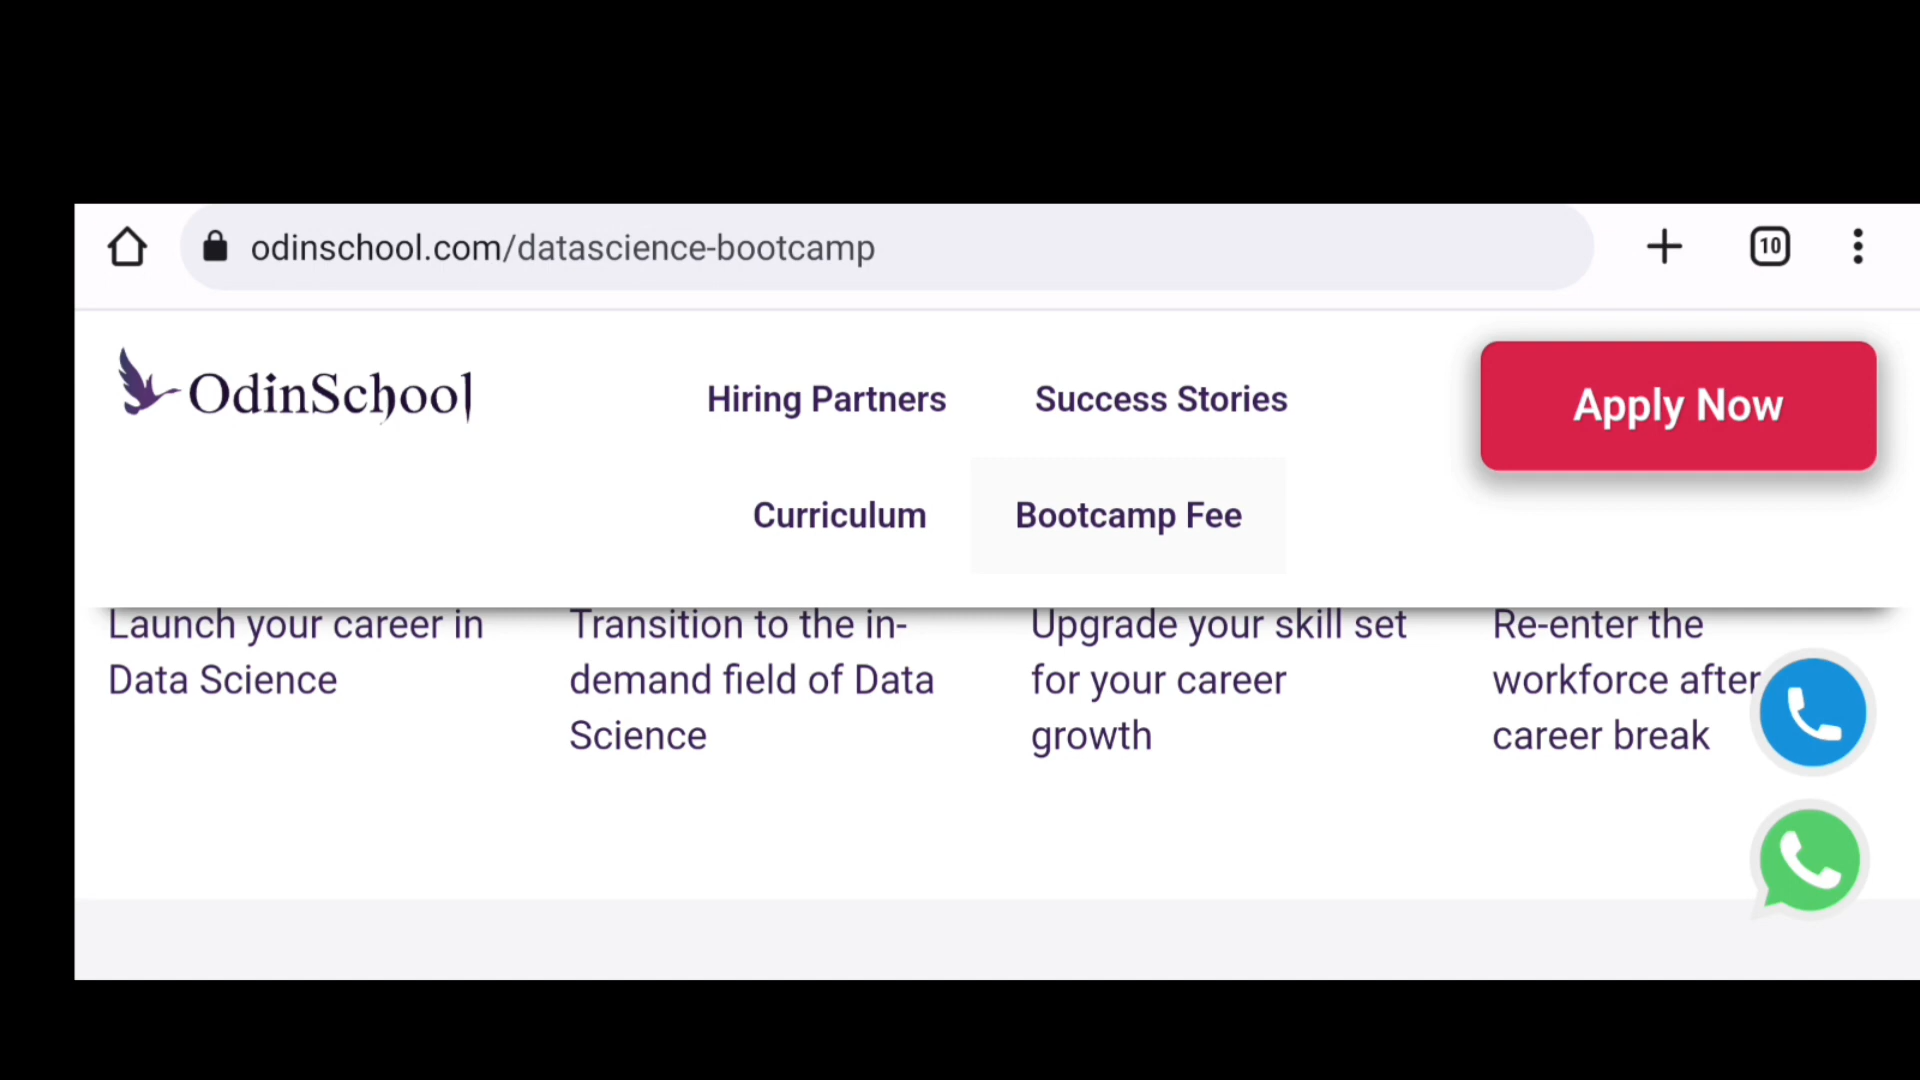 odinschool.com/datascience-bootcamp
10
OdinSchool
Hiring Partners
Success Stories
Apply Now
Curriculum
Bootcamp Fee
Launch your career in
Data Science
Transition to the in-
demand field of Data
Science
Upgrade your skill set
for your career
growth
Re-enter the
workforce after
career break